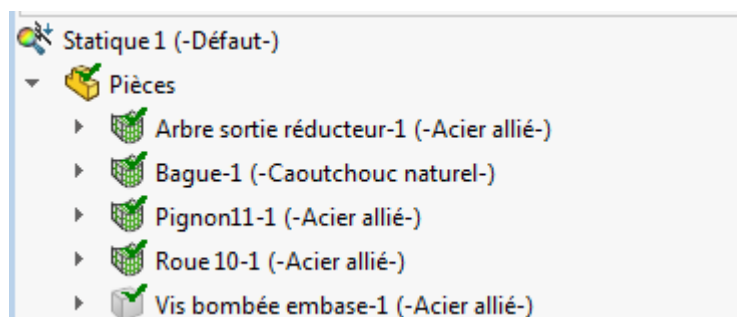 Statique 1 (-Défaut-)
Pièces
Arbre sortie réducteur-1 (-Acier allié-)
Bague-1 (-Caoutchouc naturel-)
Pignon11-1 (-Acier allié-)
Roue 10-1 (-Acier allié-)
Vis bombée embase-1 (-Acier allié-)